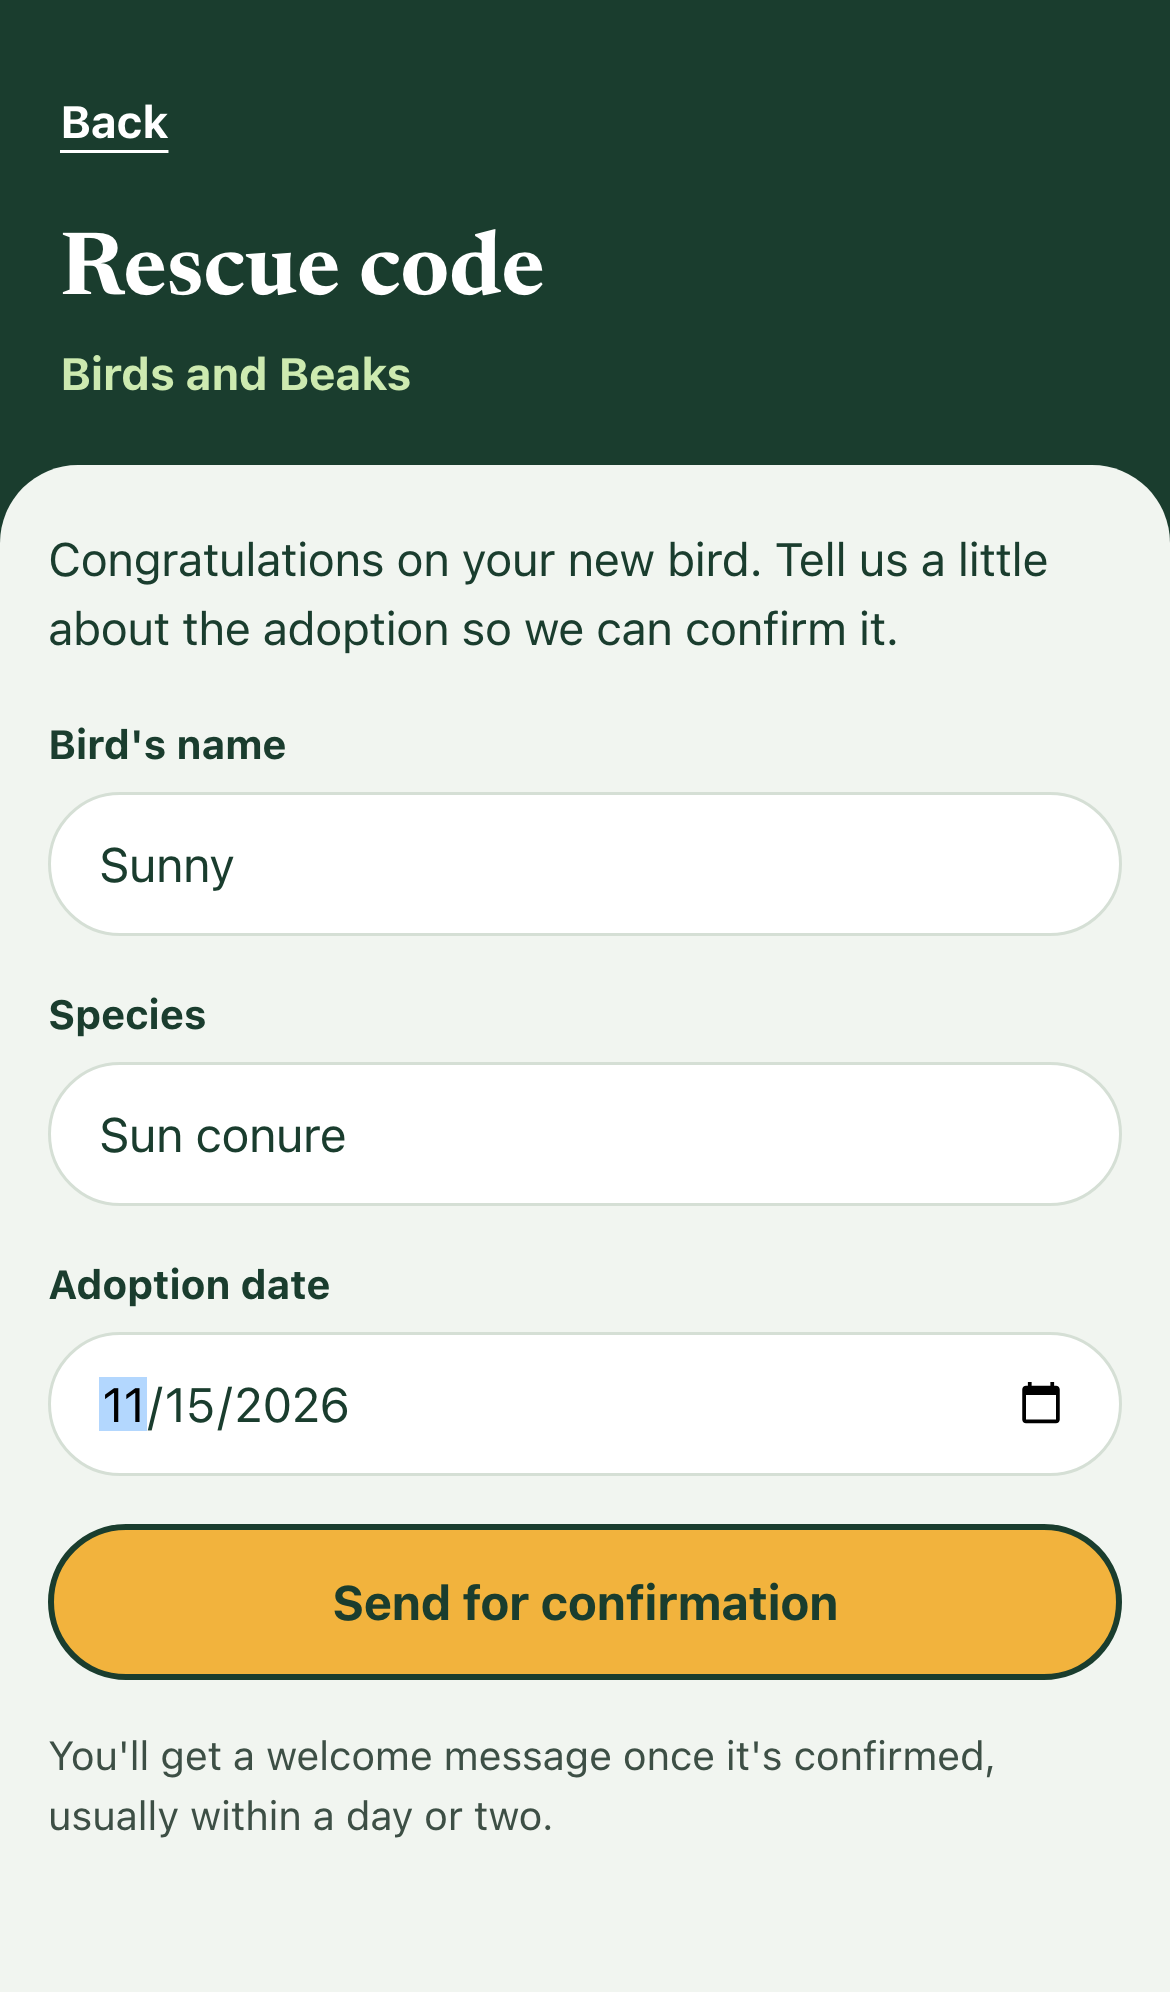 Back
Rescue code
Birds and Beaks
Congratulations on your new bird. Tell us a little
about the adoption so we can confirm it.
Bird's name
Sunny
Species
Sun conure
Adoption date
11/15/2026
Send for confirmation
You'll get a welcome message once it's confirmed,
usually within a day or two.